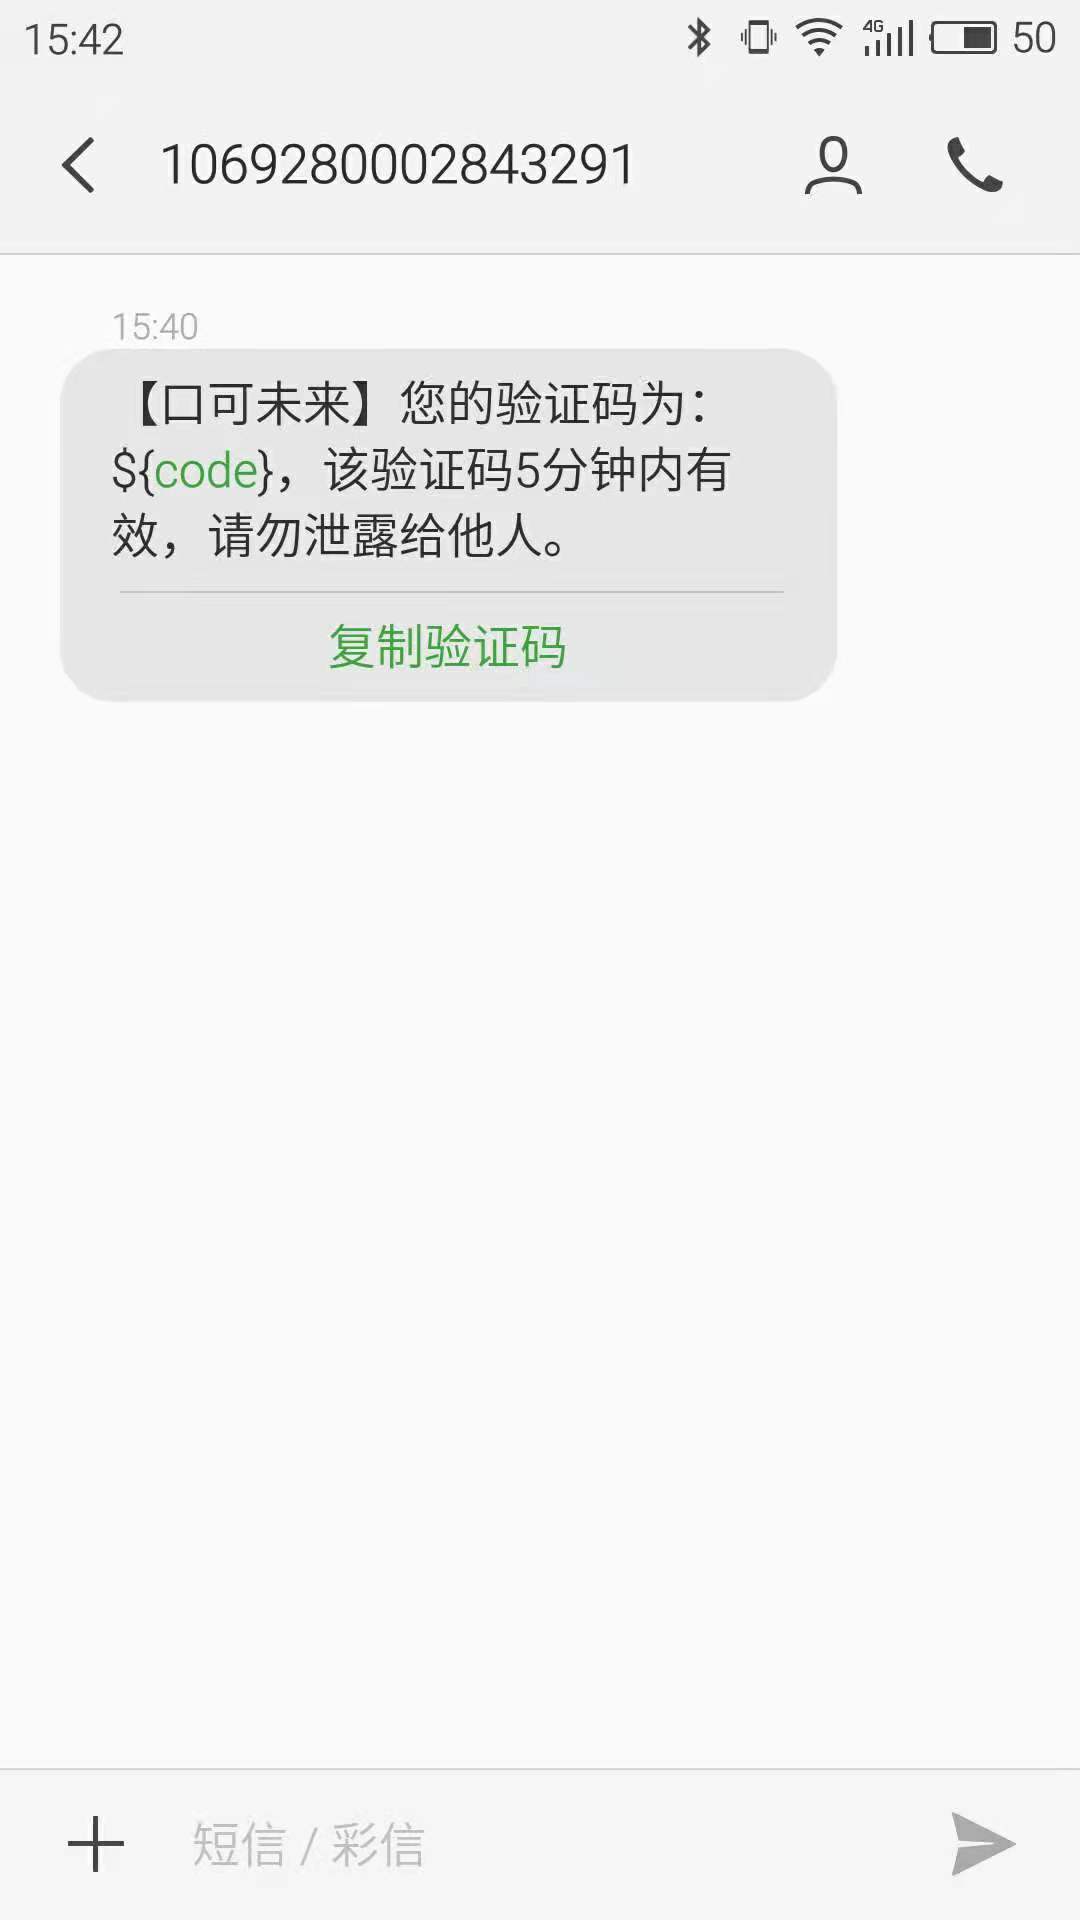 15:42
4G
50
1069280002843291
15:40
【口可未来】您的验证码为：
${code}，该验证码5分钟内有
效，请勿泄露给他人。
复制验证码
短信 / 彩信